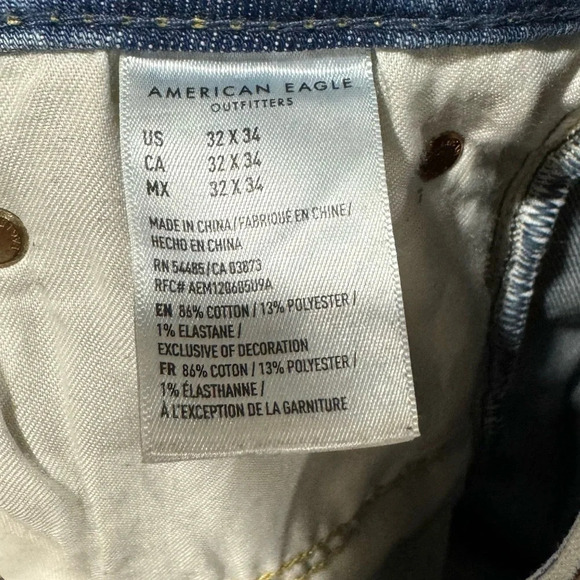 AMERICAN EAGLE
OUTFITTERS
US 32 X 34
CA 32 X 34
MX 32 X 34
MADE IN CHINA/FABRIQUÉ EN CHINE/
HECHO EN CHINA
RN 54485/CA 03873
RFC# AEM120605U9A
EN 86% COTTON / 13% POLYESTER /
1% ELASTANE /
EXCLUSIVE OF DECORATION
FR 86% COTON / 13% POLYESTER /
1% ÉLASTHANNE /
À L'EXCEPTION DE LA GARNITURE